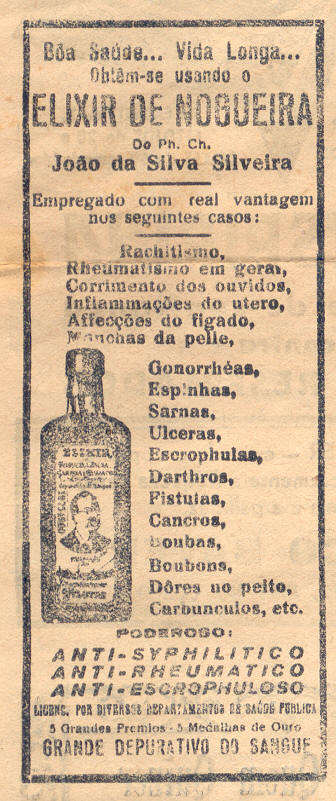 Bôa Saúde... Vida Longa...
Obtêm-se usando o
ELIXIR DE NOGUEIRA
Do Ph. Ch.
João da Silva Silveira
Empregado com real vantagem
nos seguintes casos:
Rachitismo,
Rheumatismo em geral,
Corrimento dos ouvidos,
Inflammações do utero,
Affecções do figado,
Manchas da pelle,
Gonorrhéas,
Espinhas,
Sarnas,
Ulceras,
Escrophulas,
Darthros,
Fistulas,
Cancros,
Boubas,
Boubons,
Dôres no peito,
Carbunculos, etc.
ELIXIR
PODEROSO:
ANTI-SYPHILITICO
ANTI-RHEUMATICO
ANTI-ESCROPHULOSO
LICENC. POR DIVERSOS DEPARTAMENTOS DE SAÚDE PUBLICA
5 Grandes Premios - 5 Medalhas de Ouro
GRANDE DEPURATIVO DO SANGUE